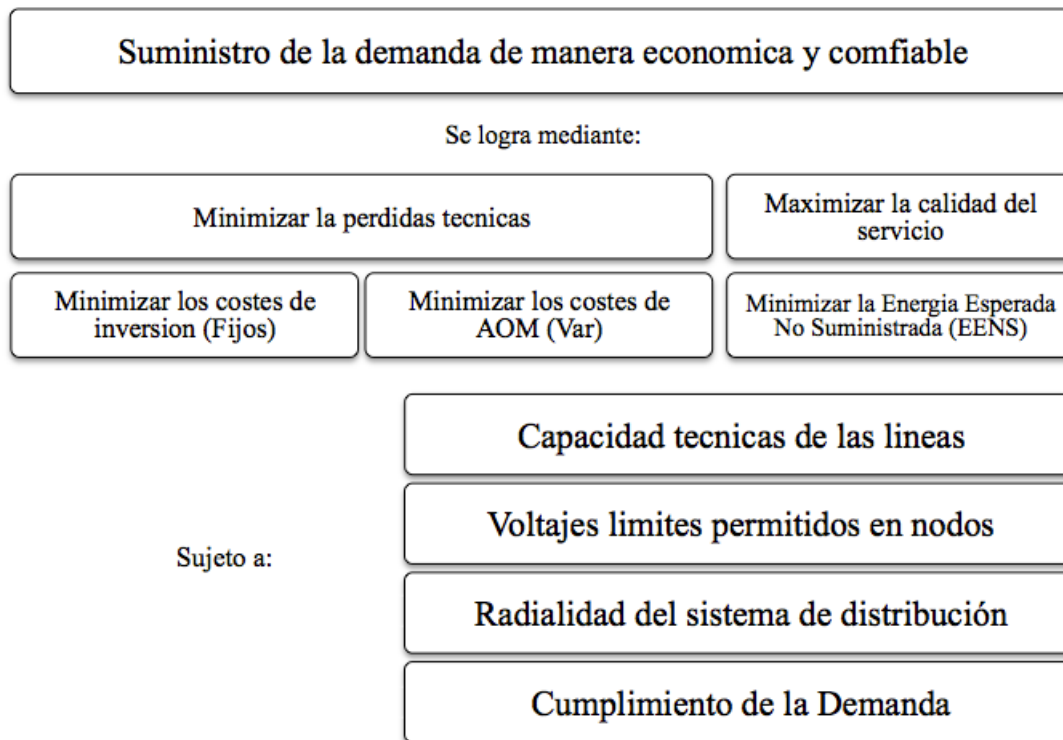 Suministro de la demanda de manera economica y comfiable
Se logra mediante:
Minimizar la perdidas tecnicas
Maximizar la calidad del
servicio
Minimizar los costes de
inversion (Fijos)
Minimizar los costes de
AOM (Var)
Minimizar la Energia Esperada
No Suministrada (EENS)
Sujeto a:
Capacidad tecnicas de las lineas
Voltajes limites permitidos en nodos
Radialidad del sistema de distribución
Cumplimiento de la Demanda